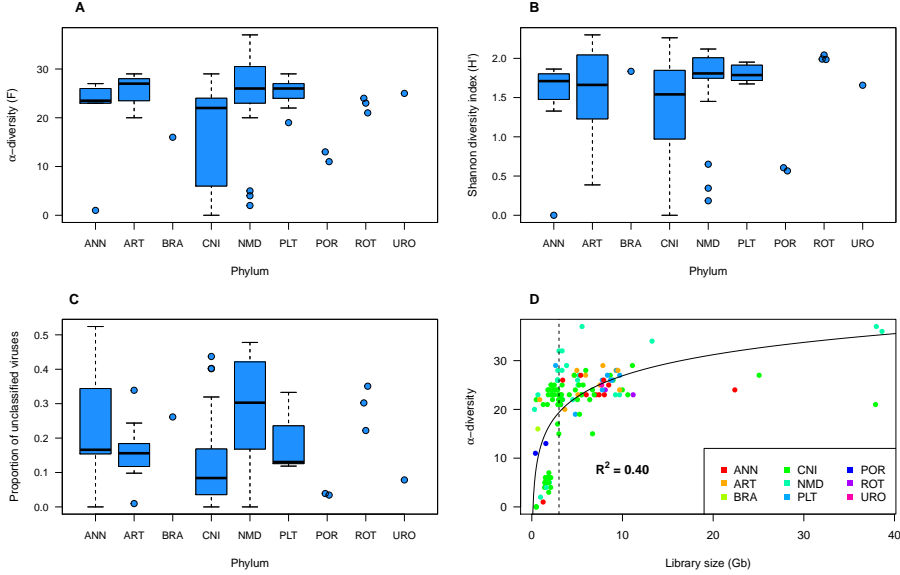 A
α−diversity (F)
30
20
10
0
ANN ART BRA CNI NMD PLT POR ROT URO
Phylum
B
Shannon diversity index (H')
2.0
1.5
1.0
0.5
0.0
ANN ART BRA CNI NMD PLT POR ROT URO
Phylum
C
Proportion of unclassified viruses
0.5
0.4
0.3
0.2
0.1
0.0
ANN ART BRA CNI NMD PLT POR ROT URO
Phylum
D
α−diversity
30
20
10
0
R² = 0.40
ANN CNI POR
ART NMD ROT
BRA PLT URO
0 10 20 30 40
Library size (Gb)